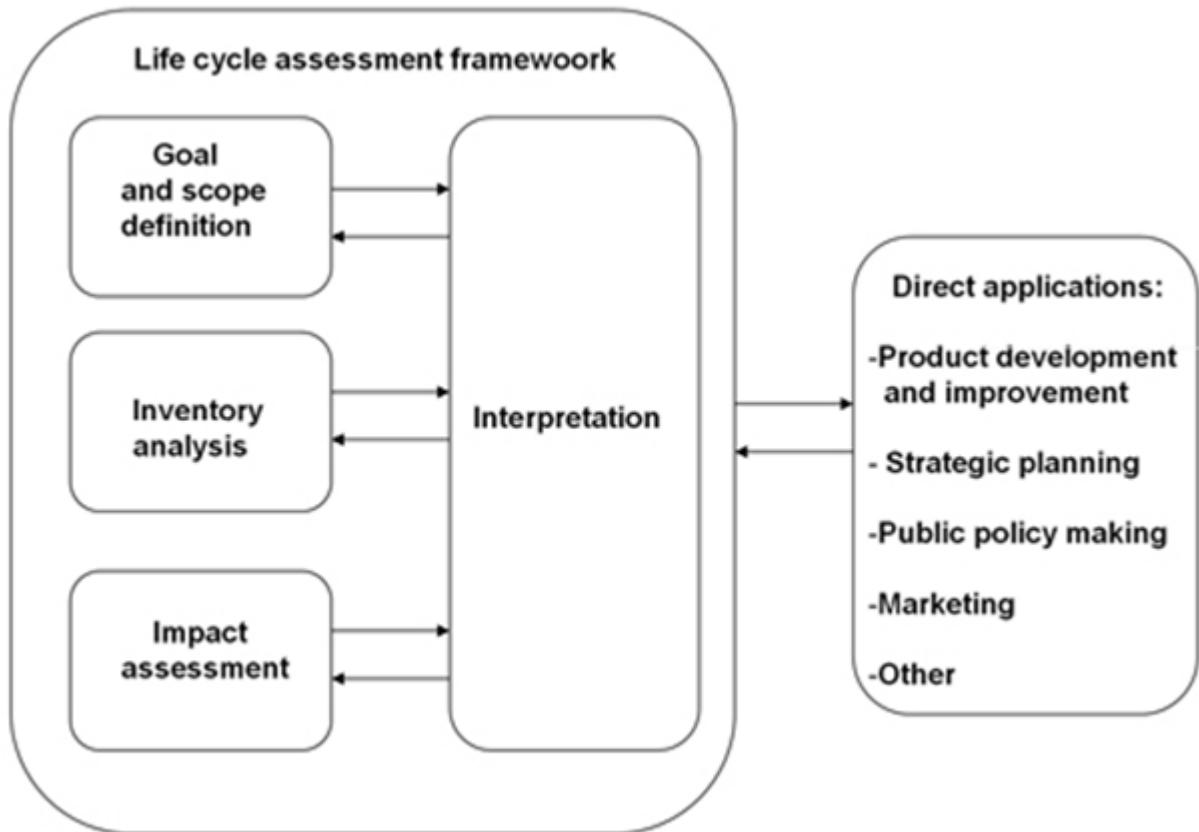 Life cycle assessment framewoork
Goal
and scope
definition
Inventory
analysis
Impact
assessment
Interpretation
Direct applications:
-Product development
and improvement
- Strategic planning
-Public policy making
-Marketing
-Other